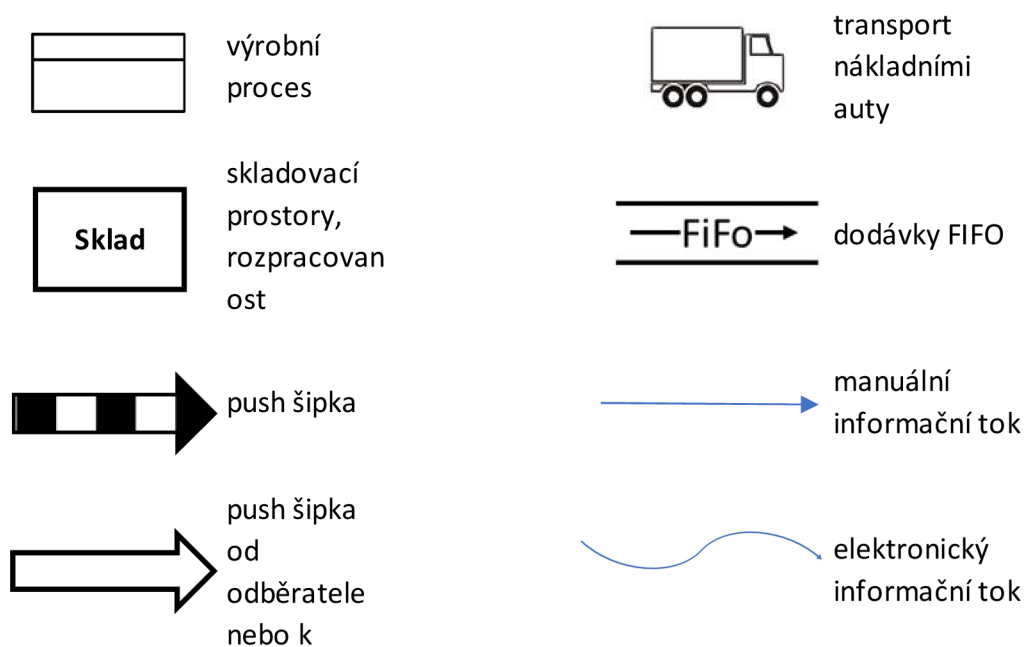 výrobní
proces
transport
nákladními
auty
Sklad
skladovací
prostory,
rozpracovan
ost
FiFo
dodávky FIFO
push šipka
manuální
informační tok
push šipka
od
odběratele
nebo k
elektronický
informační tok